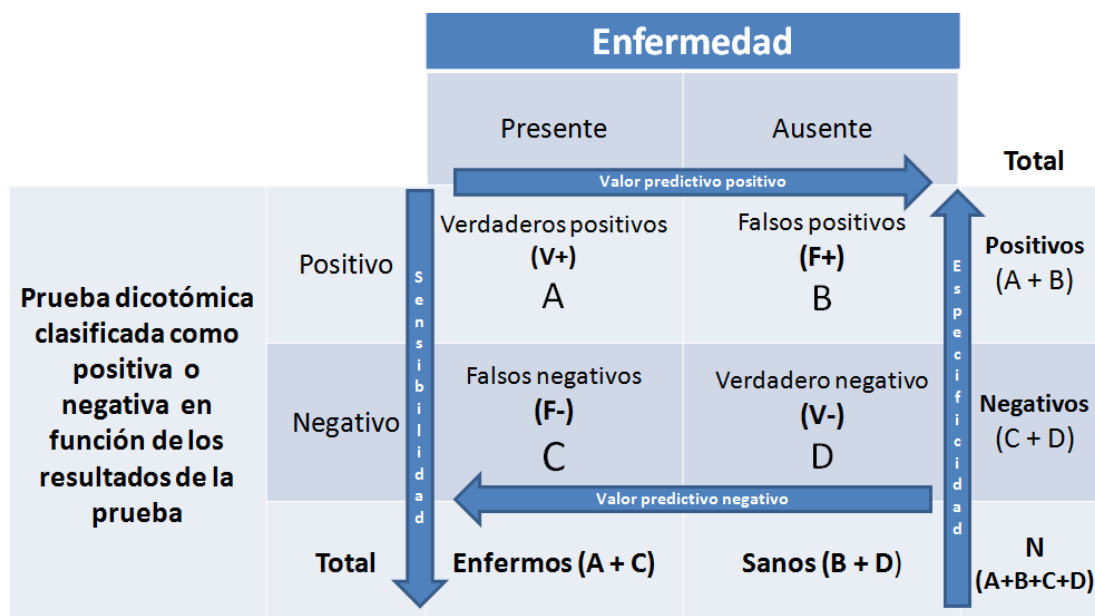 Enfermedad
Presente
Ausente
Total
Valor predictivo positivo
Prueba dicotómica
clasificada como
positiva o
negativa en
función de los
resultados de la
prueba
Positivo
Sensibilidad
Verdaderos positivos
(V+)
A
Falsos positivos
(F+)
B
Especificidad
Positivos
(A + B)
Negativo
Falsos negativos
(F-)
C
Verdadero negativo
(V-)
D
Negativos
(C + D)
Valor predictivo negativo
Total
Enfermos (A + C)
Sanos (B + D)
N
(A+B+C+D)